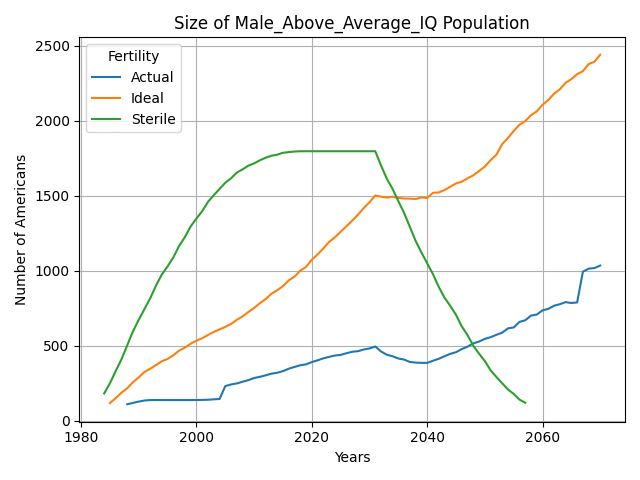 Size of Male_Above_Average_IQ Population
Fertility
Actual
Ideal
Sterile
Number of Americans
2500
2000
1500
1000
500
0
1980
2000
2020
2040
2060
Years